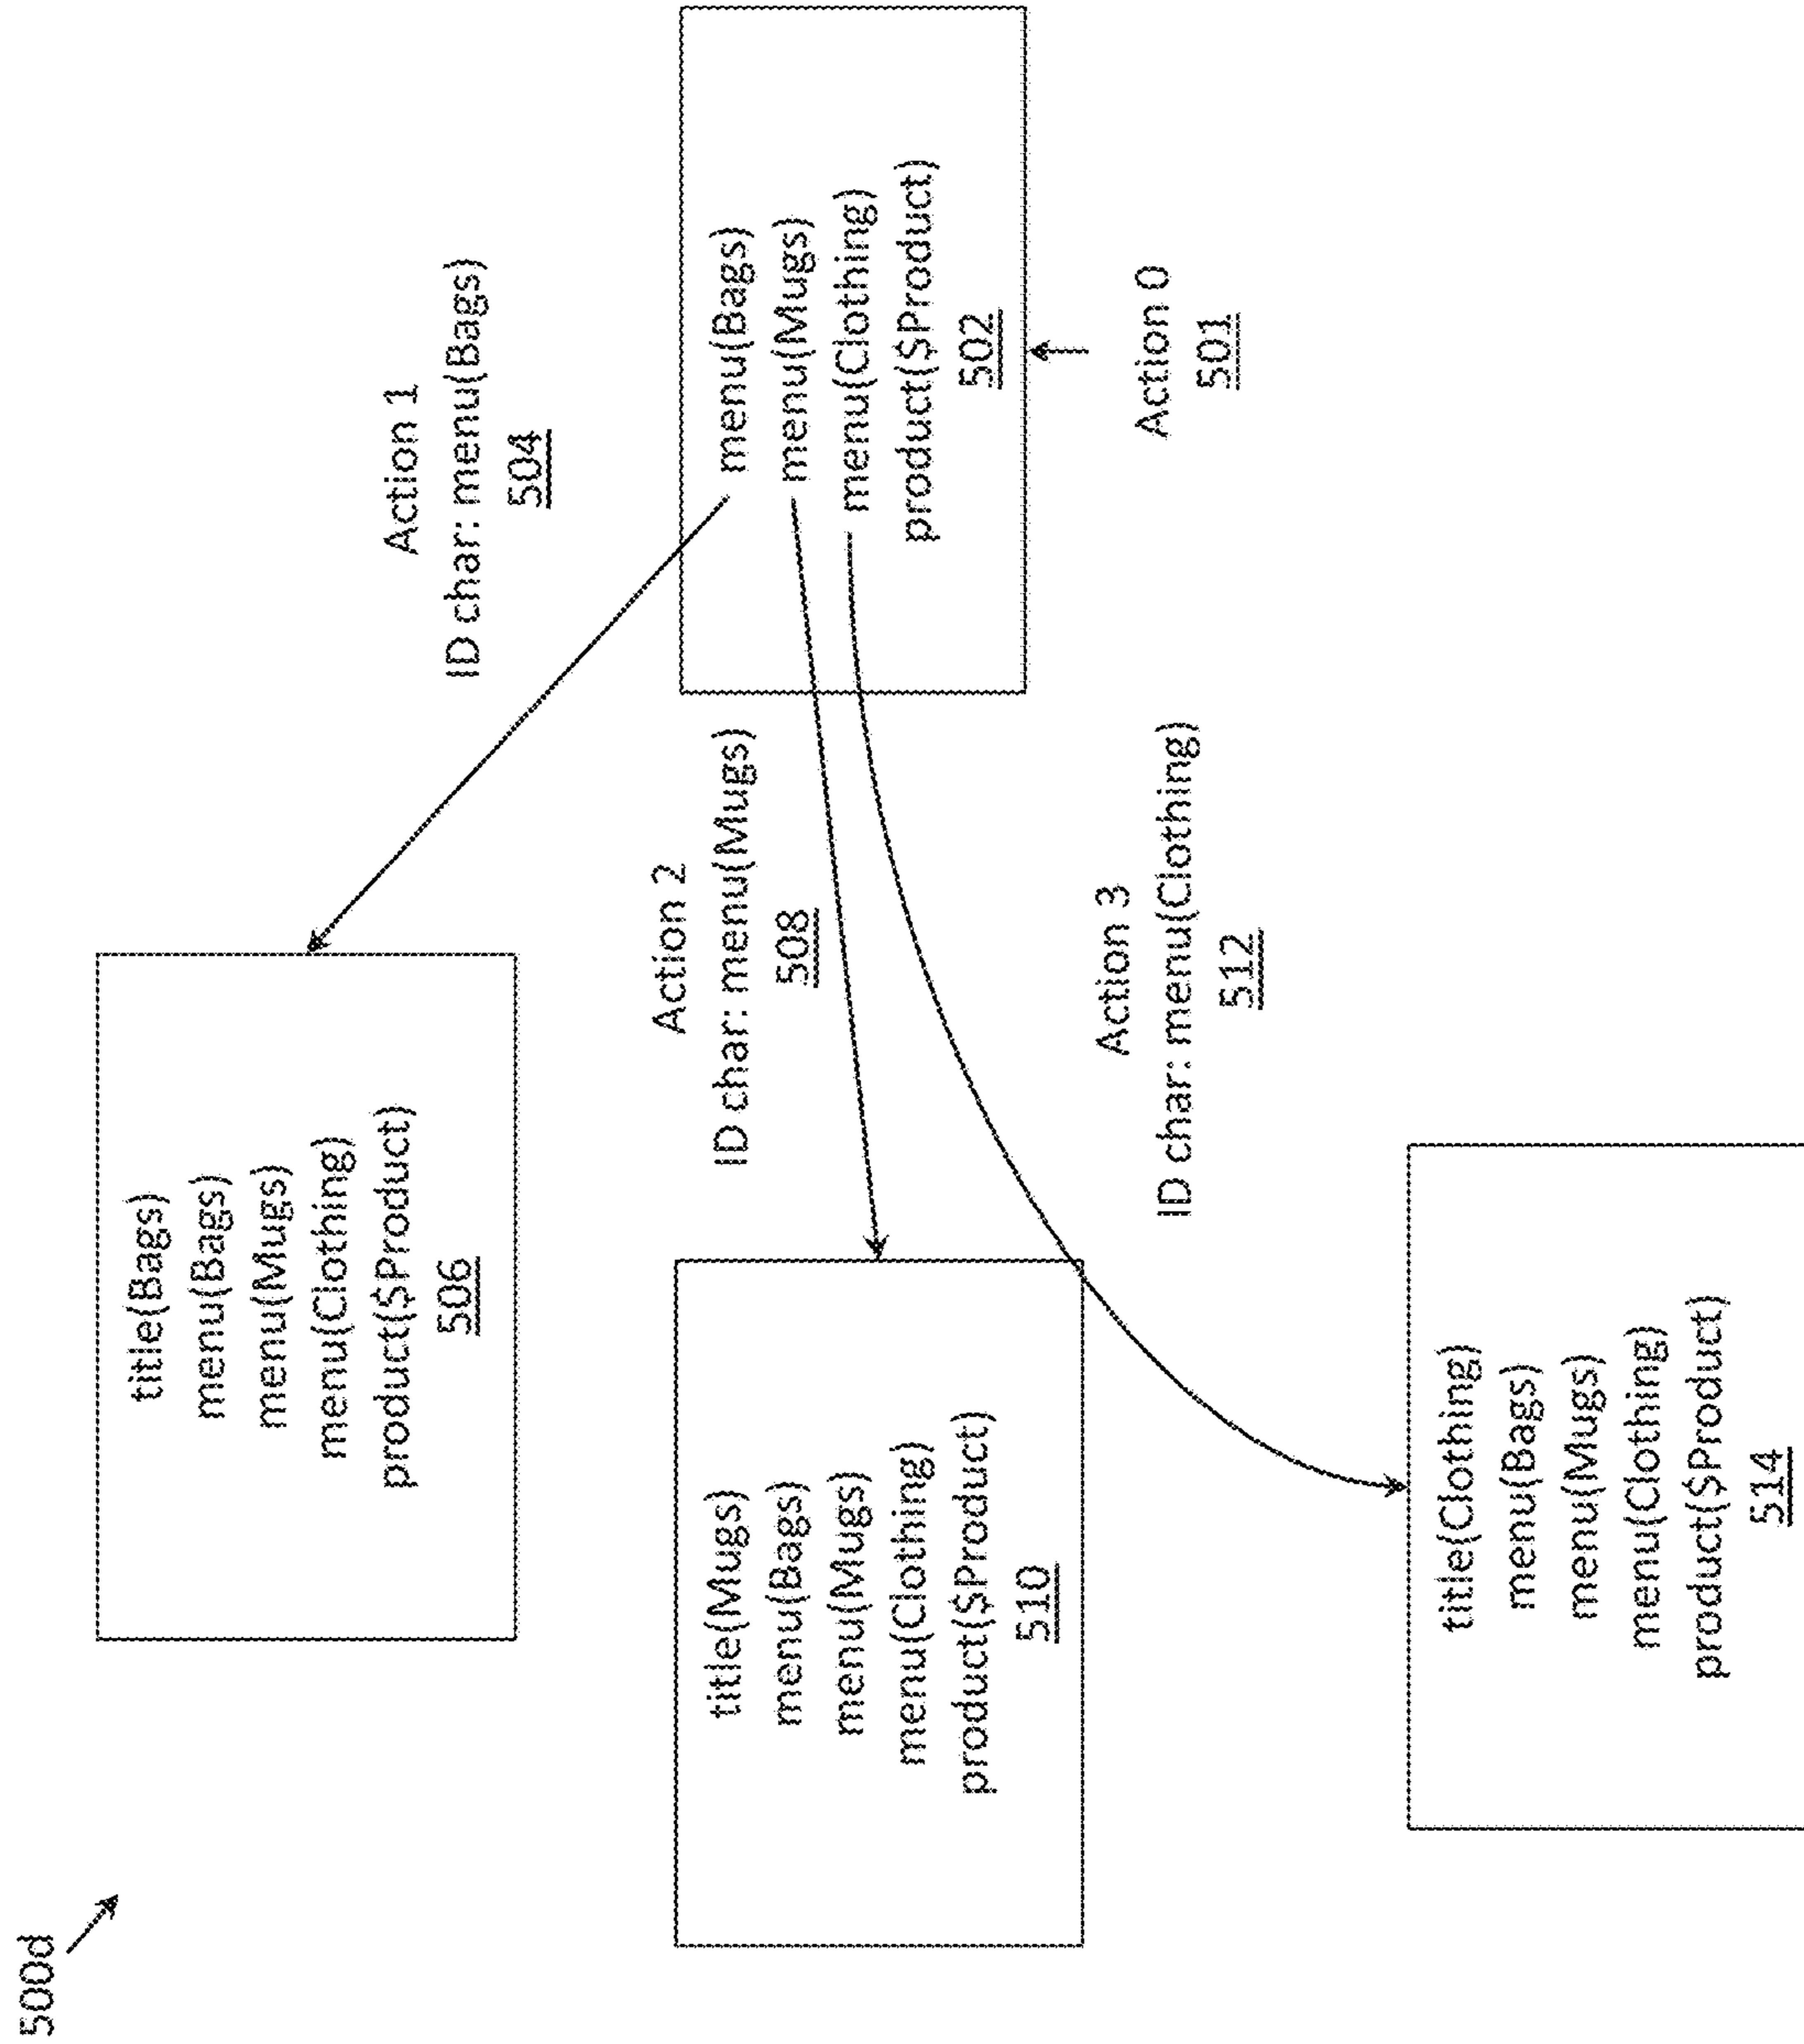 500d
title(Bags)
menu(Bags)
menu(Mugs)
menu(Clothing)
product($Product)
506
Action 1
ID char: menu(Bags)
504
title(Mugs)
menu(Bags)
menu(Mugs)
menu(Clothing)
product($Product)
510
Action 2
ID char: menu(Mugs)
508
menu(Bags)
menu(Mugs)
menu(Clothing)
product($Product)
502
Action 3
ID char: menu(Clothing)
512
Action 0
501
title(Clothing)
menu(Bags)
menu(Mugs)
menu(Clothing)
product($Product)
514